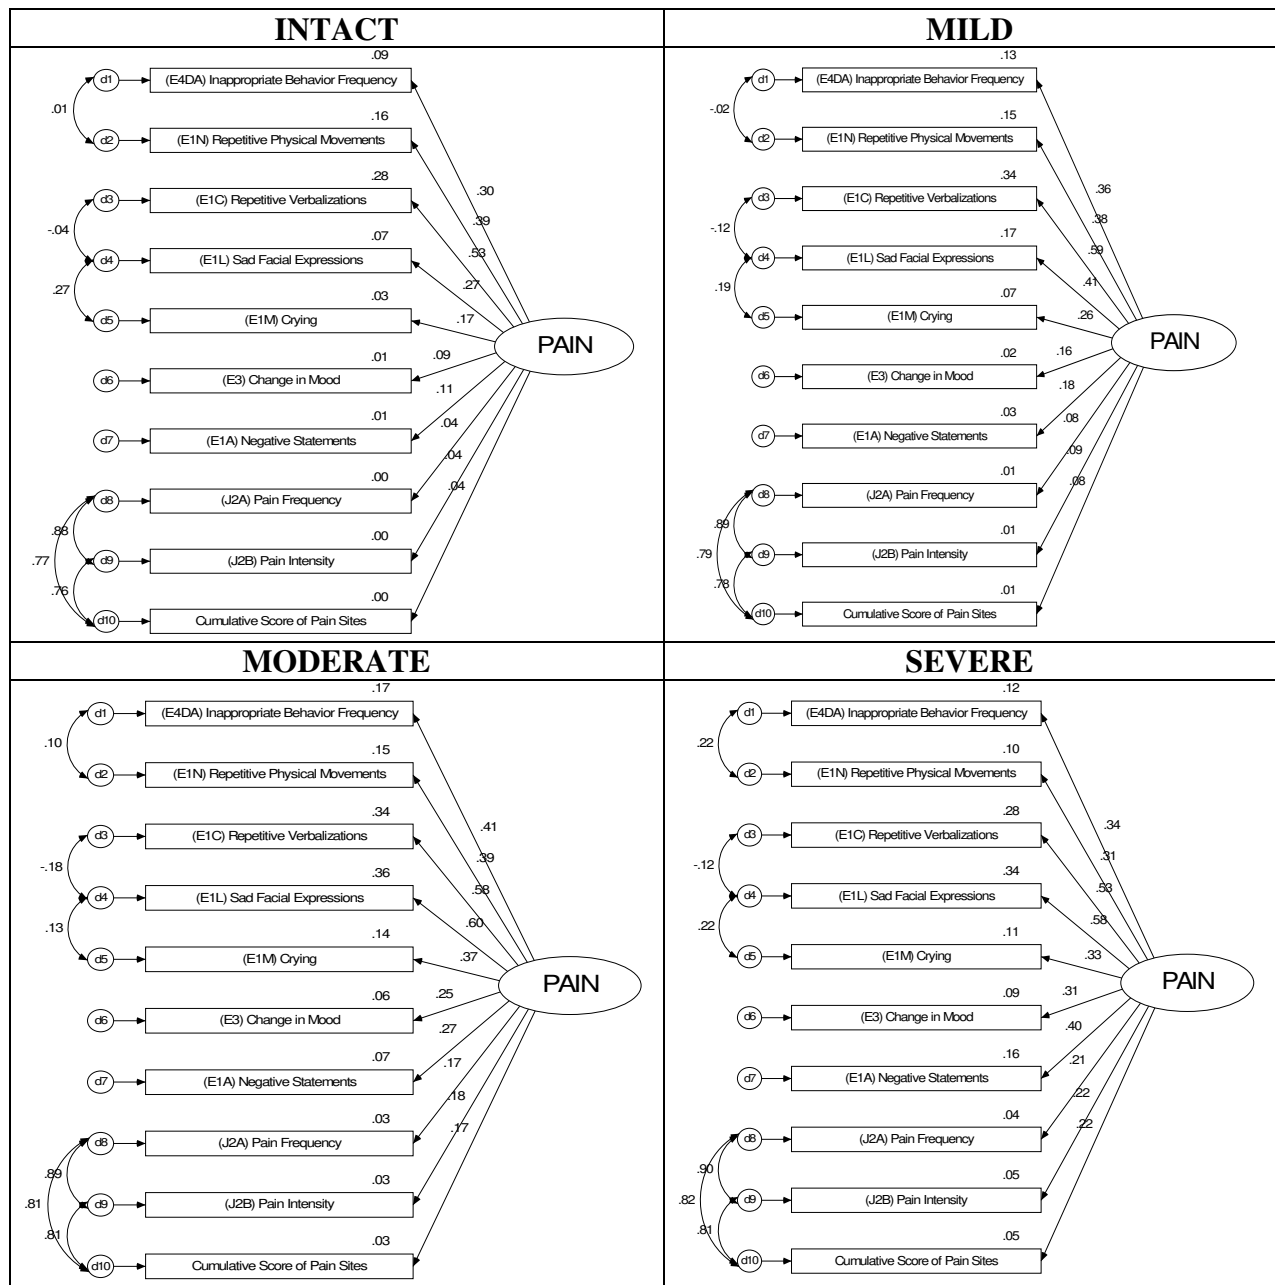 INTACT
.09
d1 (E4DA) Inappropriate Behavior Frequency
.01
.16
d2 (E1N) Repetitive Physical Movements
.28
.30
d3 (E1C) Repetitive Verbalizations
.39
-.04
.07
.53
d4 (E1L) Sad Facial Expressions
.27
.27
.03
d5 (E1M) Crying
.17
PAIN
.01
.09
d6 (E3) Change in Mood
.11
.01
.04
d7 (E1A) Negative Statements
.04
.00
.04
d8 (J2A) Pain Frequency
.88
.77
.00
d9 (J2B) Pain Intensity
.76
.00
d10 Cumulative Score of Pain Sites
MILD
.13
d1 (E4DA) Inappropriate Behavior Frequency
-.02
.15
d2 (E1N) Repetitive Physical Movements
.34
.36
d3 (E1C) Repetitive Verbalizations
.38
-.12
.17
.59
d4 (E1L) Sad Facial Expressions
.41
.19
.07
d5 (E1M) Crying
.26
PAIN
.02
.16
d6 (E3) Change in Mood
.18
.03
.08
d7 (E1A) Negative Statements
.09
.01
.08
d8 (J2A) Pain Frequency
.89
.79
.01
d9 (J2B) Pain Intensity
.78
.01
d10 Cumulative Score of Pain Sites
MODERATE
.17
d1 (E4DA) Inappropriate Behavior Frequency
.10
.15
d2 (E1N) Repetitive Physical Movements
.34
.41
d3 (E1C) Repetitive Verbalizations
.39
-.18
.36
.58
d4 (E1L) Sad Facial Expressions
.60
.13
.14
d5 (E1M) Crying
.37
PAIN
.06
.25
d6 (E3) Change in Mood
.27
.07
.17
d7 (E1A) Negative Statements
.18
.03
.17
d8 (J2A) Pain Frequency
.89
.81
.03
d9 (J2B) Pain Intensity
.81
.03
d10 Cumulative Score of Pain Sites
SEVERE
.12
d1 (E4DA) Inappropriate Behavior Frequency
.22
.10
d2 (E1N) Repetitive Physical Movements
.28
.34
d3 (E1C) Repetitive Verbalizations
.31
-.12
.34
.53
d4 (E1L) Sad Facial Expressions
.58
.22
.11
d5 (E1M) Crying
.33
PAIN
.09
.31
d6 (E3) Change in Mood
.40
.16
.21
d7 (E1A) Negative Statements
.22
.04
.22
d8 (J2A) Pain Frequency
.90
.82
.05
d9 (J2B) Pain Intensity
.81
.05
d10 Cumulative Score of Pain Sites